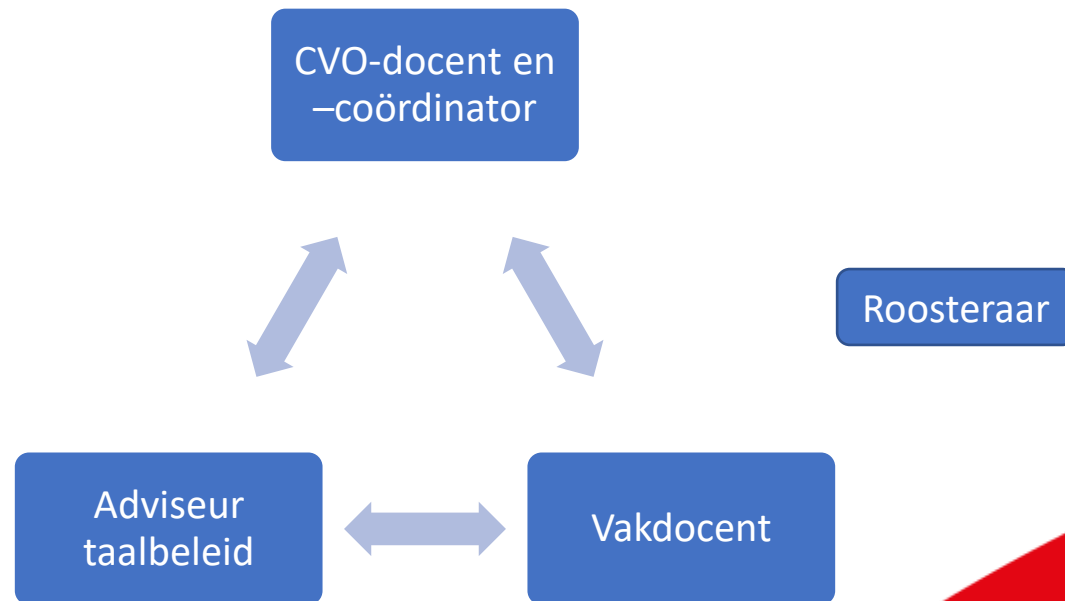 CVO-docent en
–coördinator
Roosteraar
Adviseur
taalbeleid
Vakdocent